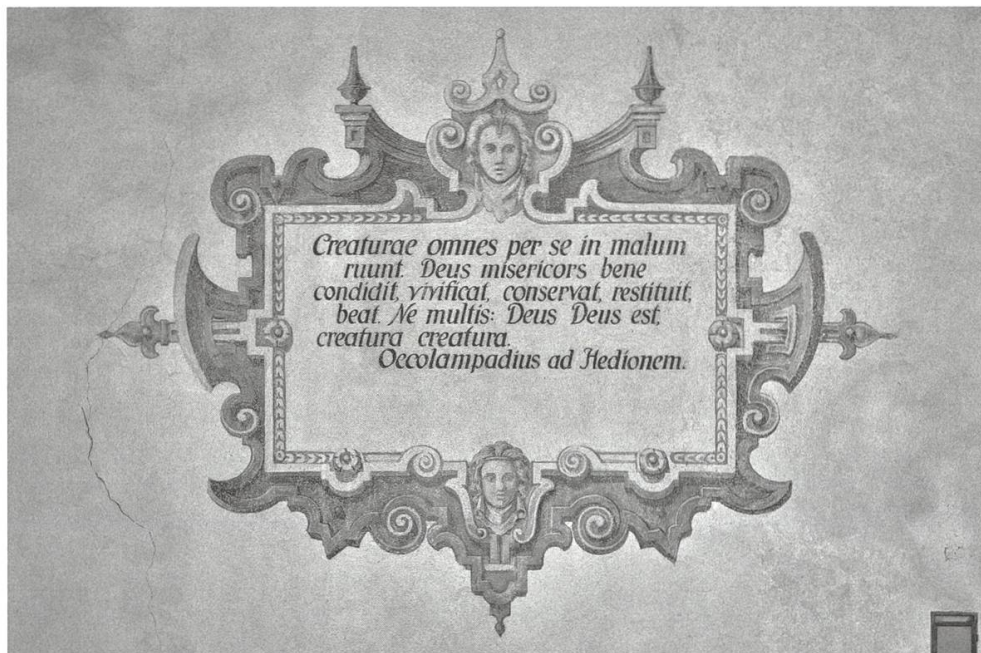 Creaturae omnes per se in malum
ruunt. Deus misericors bene
condidit, vivificat, conservat, restituit,
beat. Ne multis: Deus Deus est,
creatura creatura.
Occolampadius ad Hedionem.